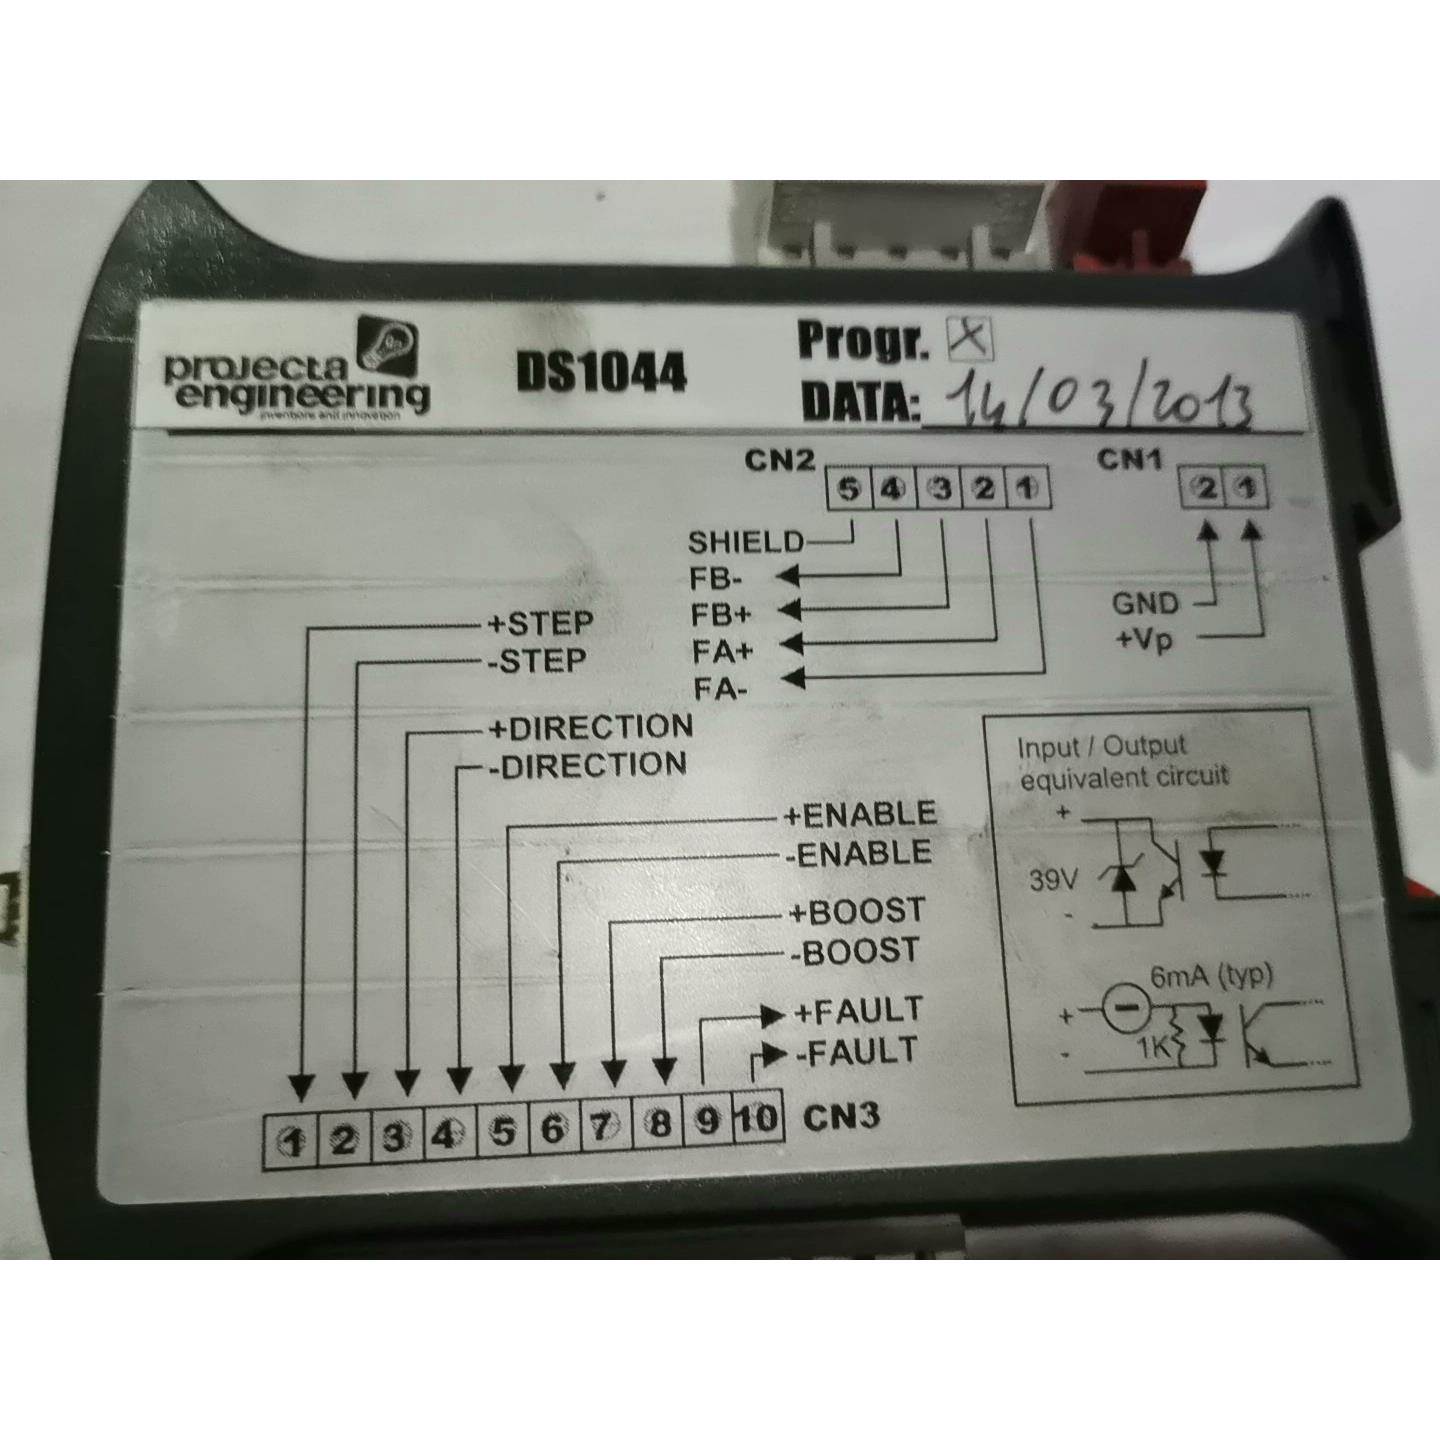 projecta
engineering
inventions and innovation
DS1044
Progr. X
DATA: 14/03/2013
CN2
5 4 3 2 1
CN1
2 1
SHIELD
FB-
FB+
FA+
FA-
GND
+Vp
+STEP
-STEP
+DIRECTION
-DIRECTION
+ENABLE
-ENABLE
+BOOST
-BOOST
+FAULT
-FAULT
1 2 3 4 5 6 7 8 9 10 CN3
Input / Output
equivalent circuit
+
39V
-
6mA (typ)
+
1K
-